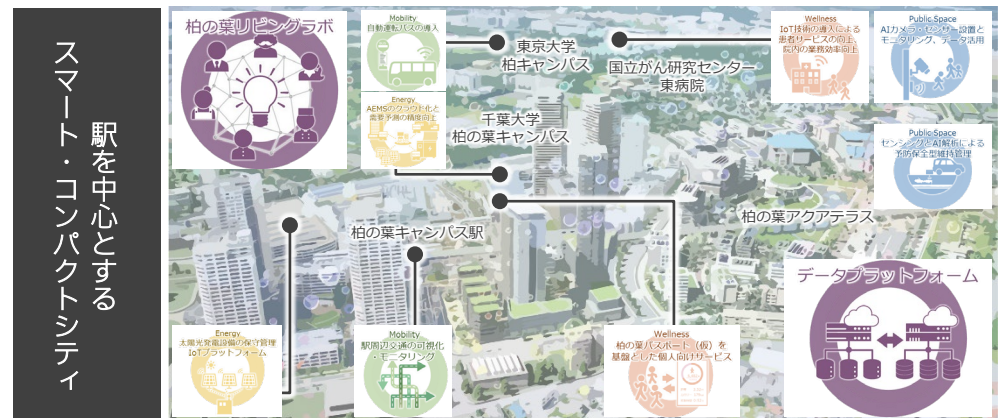 駅を中心とする
スマート・コンパクトシティ
柏の葉リビングラボ
Mobility
自動運転バスの導入
Energy
AEMSのクラウド化と
需要予測の精度向上
東京大学
柏キャンパス
国立がん研究センター
東病院
千葉大学
柏の葉キャンパス
Wellness
IoT技術の導入による
患者サービスの向上、
院内の業務効率向上
Public Space
AIカメラ・センサー設置と
モニタリング、データ活用
Public Space
センシングとAI解析による
予防保全型維持管理
柏の葉アクアテラス
柏の葉キャンパス駅
Energy
太陽光発電設備の保守管理
IoTプラットフォーム
Mobility
駅周辺交通の可視化
・モニタリング
Wellness
柏の葉パスポート（仮）を
基盤とした個人向けサービス
データプラットフォーム